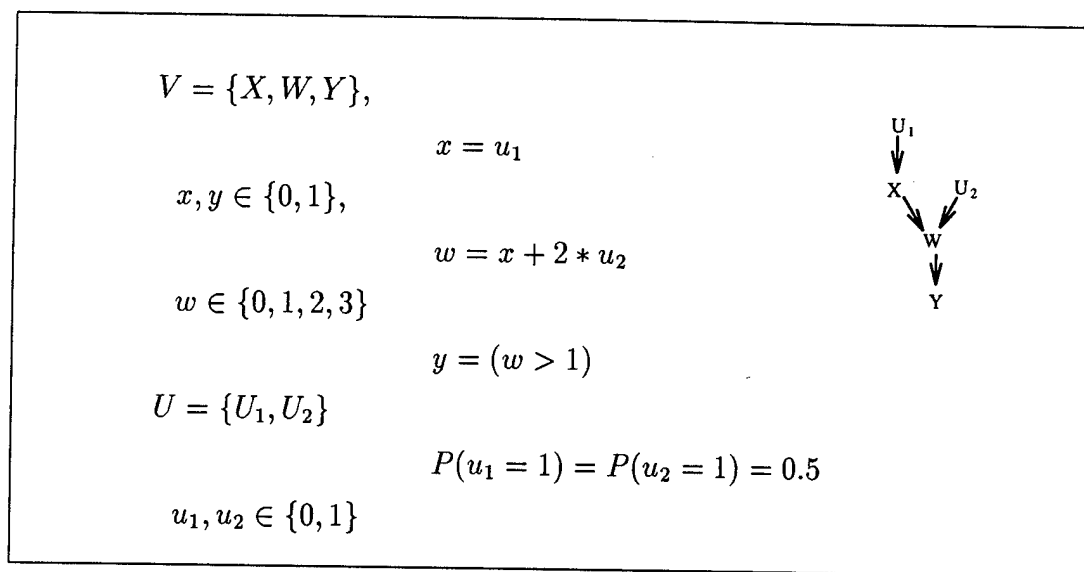 V = {X, W, Y},
x = u₁
x, y ∈ {0, 1},
w = x + 2 * u₂
w ∈ {0, 1, 2, 3}
y = (w > 1)
U = {U₁, U₂}
P(u₁ = 1) = P(u₂ = 1) = 0.5
u₁, u₂ ∈ {0, 1}
U₁
X U₂
W
Y